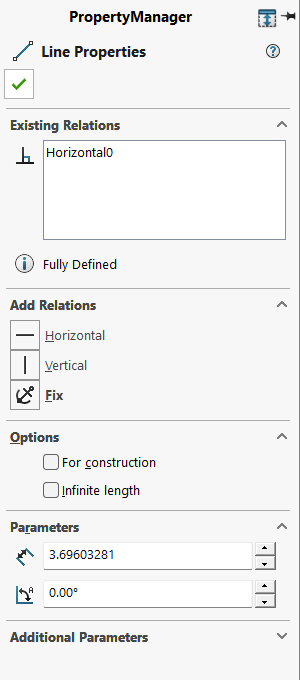 PropertyManager
Line Properties
Existing Relations
Horizontal0
Fully Defined
Add Relations
Horizontal
Vertical
Fix
Options
For construction
Infinite length
Parameters
3.69603281
0.00°
Additional Parameters